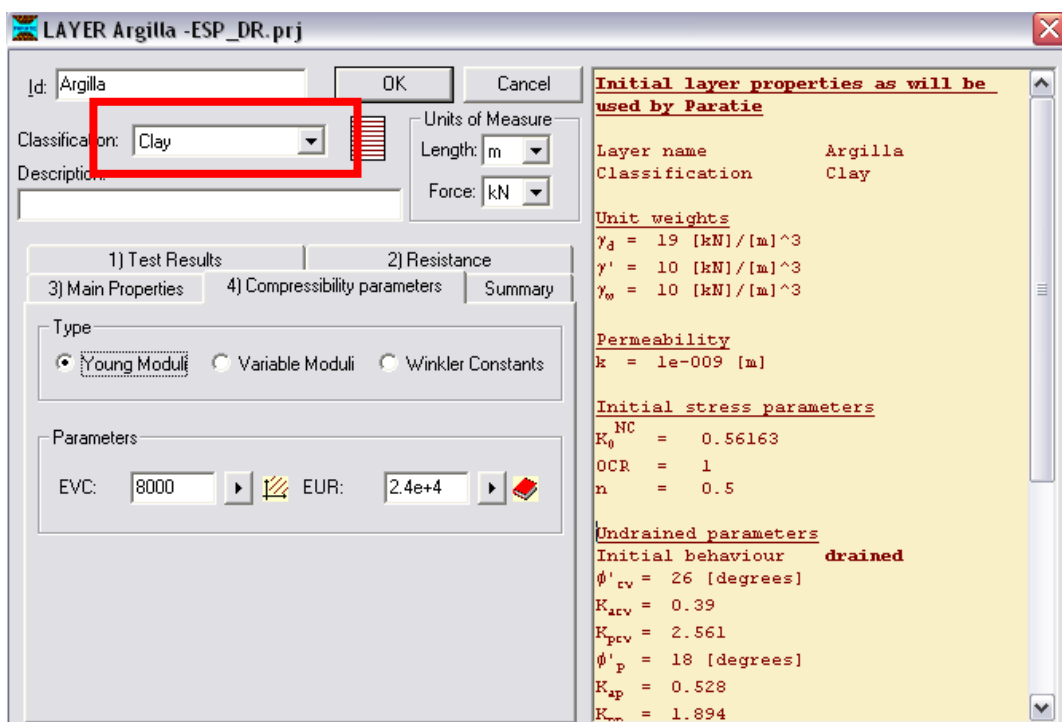 LAYER Argilla -ESP_DR.prj
Id: Argilla
OK
Cancel
Classification: Clay
Description:
Units of Measure
Length: m
Force: kN
1) Test Results
2) Resistance
3) Main Properties
4) Compressibility parameters
Summary
Type
Young Moduli
Variable Moduli
Winkler Constants
Parameters
EVC: 8000
EUR: 2.4e+4
Initial layer properties as will be
used by Paratie
Layer name Argilla
Classification Clay
Unit weights
γd = 19 [kN]/[m]^3
γ' = 10 [kN]/[m]^3
γw = 10 [kN]/[m]^3
Permeability
k = 1e-009 [m]
Initial stress parameters
K0 NC = 0.56163
OCR = 1
n = 0.5
Undrained parameters
Initial behaviour drained
ϕ'cv = 26 [degrees]
Kacv = 0.39
Kpcv = 2.561
ϕ'p = 18 [degrees]
Kap = 0.528
Kpp = 1.894